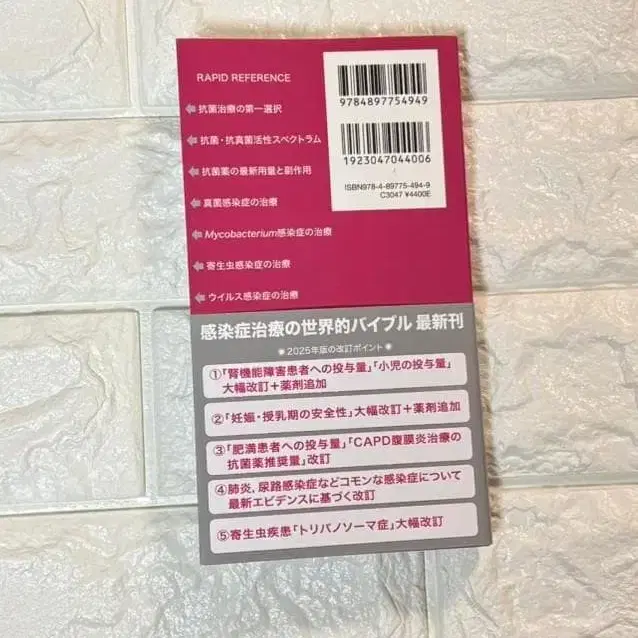 RAPID REFERENCE
抗菌治療の第一選択
抗菌・抗真菌活性スペクトラム
抗菌薬の最新用量と副作用
真菌感染症の治療
Mycobacterium感染症の治療
寄生虫感染症の治療
ウイルス感染症の治療
9784897754949
1923047044006
ISBN978-4-89775-494-9
C3047 ¥4400E
感染症治療の世界的バイブル 最新刊
2025年版の改訂ポイント
①「腎機能障害患者への投与量」「小児の投与量」
大幅改訂+薬剤追加
②「妊娠・授乳期の安全性」大幅改訂+薬剤追加
③「肥満患者への投与量」「CAPD腹膜炎治療の
抗菌薬推奨量」改訂
④肺炎,尿路感染症などコモンな感染症について
最新エビデンスに基づく改訂
⑤寄生虫疾患「トリパノソーマ症」大幅改訂